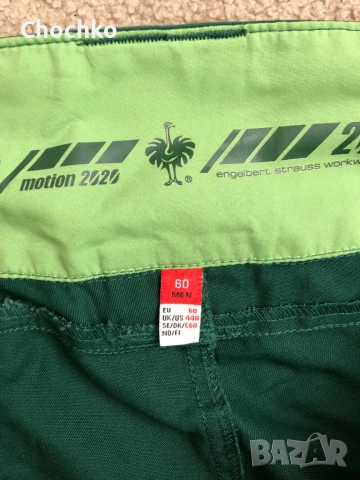 Chochko
motion 2020
®
engelbert strauss workw
60
MEN
EU 60
UK/US 44R
SE/DK/ C60
NO/FI
BAZAR